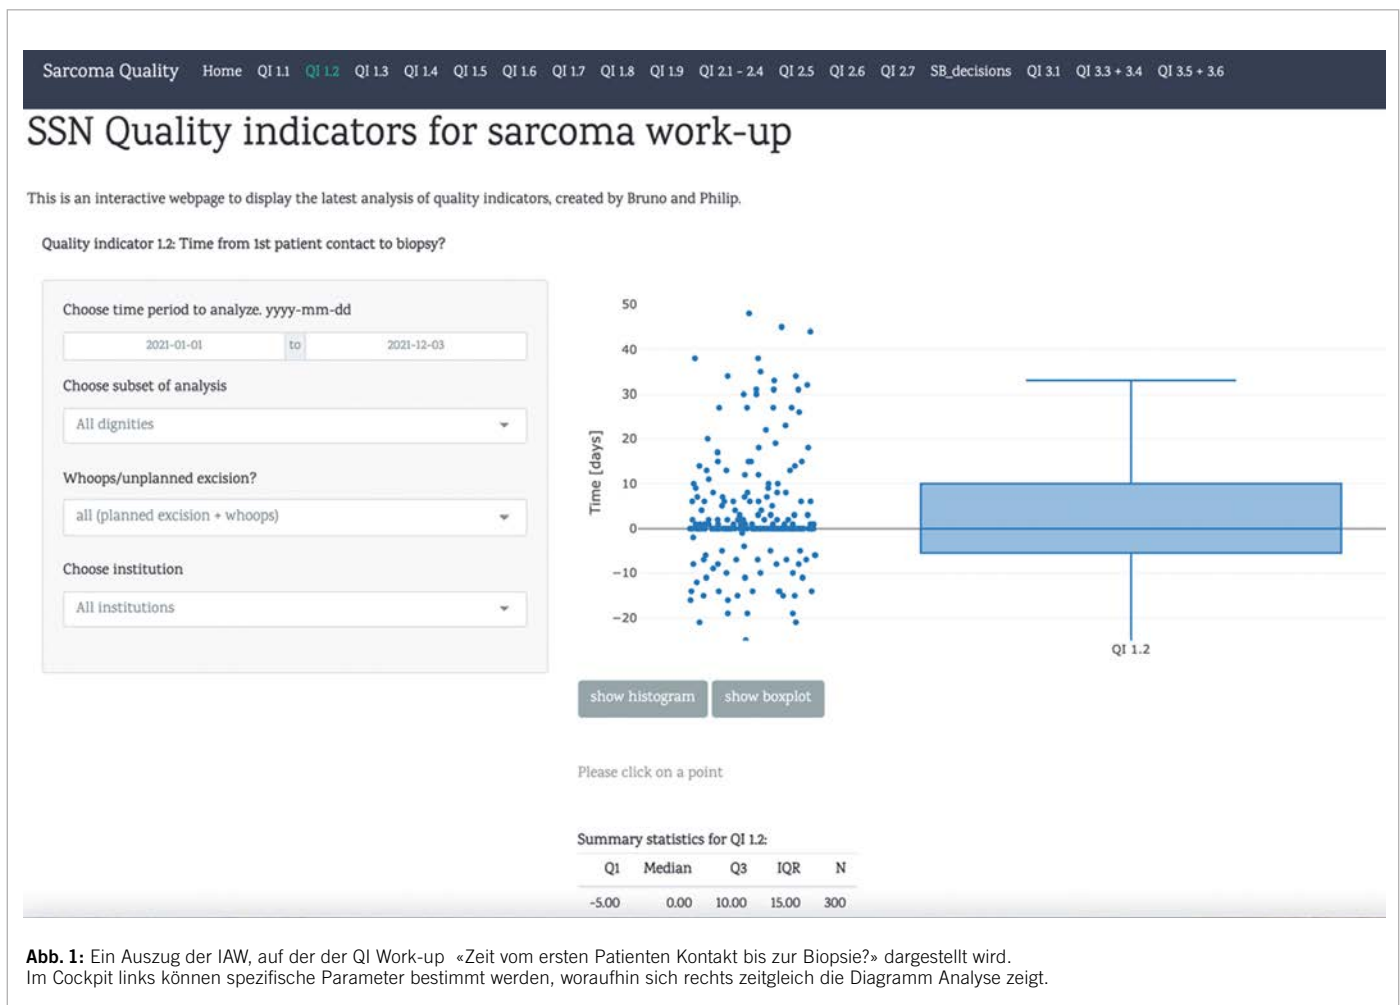 Sarcoma Quality Home QI 1.1 QI 1.2 QI 1.3 QI 1.4 QI 1.5 QI 1.6 QI 1.7 QI 1.8 QI 1.9 QI 2.1 - 2.4 QI 2.5 QI 2.6 QI 2.7 SB_decisions QI 3.1 QI 3.3 + 3.4 QI 3.5 + 3.6
SSN Quality indicators for sarcoma work-up
This is an interactive webpage to display the latest analysis of quality indicators, created by Bruno and Philip.
Quality indicator 1.2: Time from 1st patient contact to biopsy?
Choose time period to analyze. yyyy-mm-dd
2021-01-01 to 2021-12-03
Choose subset of analysis
All dignities
Whoops/unplanned excision?
all (planned excision + whoops)
Choose institution
All institutions
Time [days]
50
40
30
20
10
0
−10
−20
QI 1.2
show histogram show boxplot
Please click on a point
Summary statistics for QI 1.2:
Q1 Median Q3 IQR N
-5.00 0.00 10.00 15.00 300
Abb. 1: Ein Auszug der IAW, auf der der QI Work-up «Zeit vom ersten Patienten Kontakt bis zur Biopsie?» dargestellt wird.
Im Cockpit links können spezifische Parameter bestimmt werden, woraufhin sich rechts zeitgleich die Diagramm Analyse zeigt.